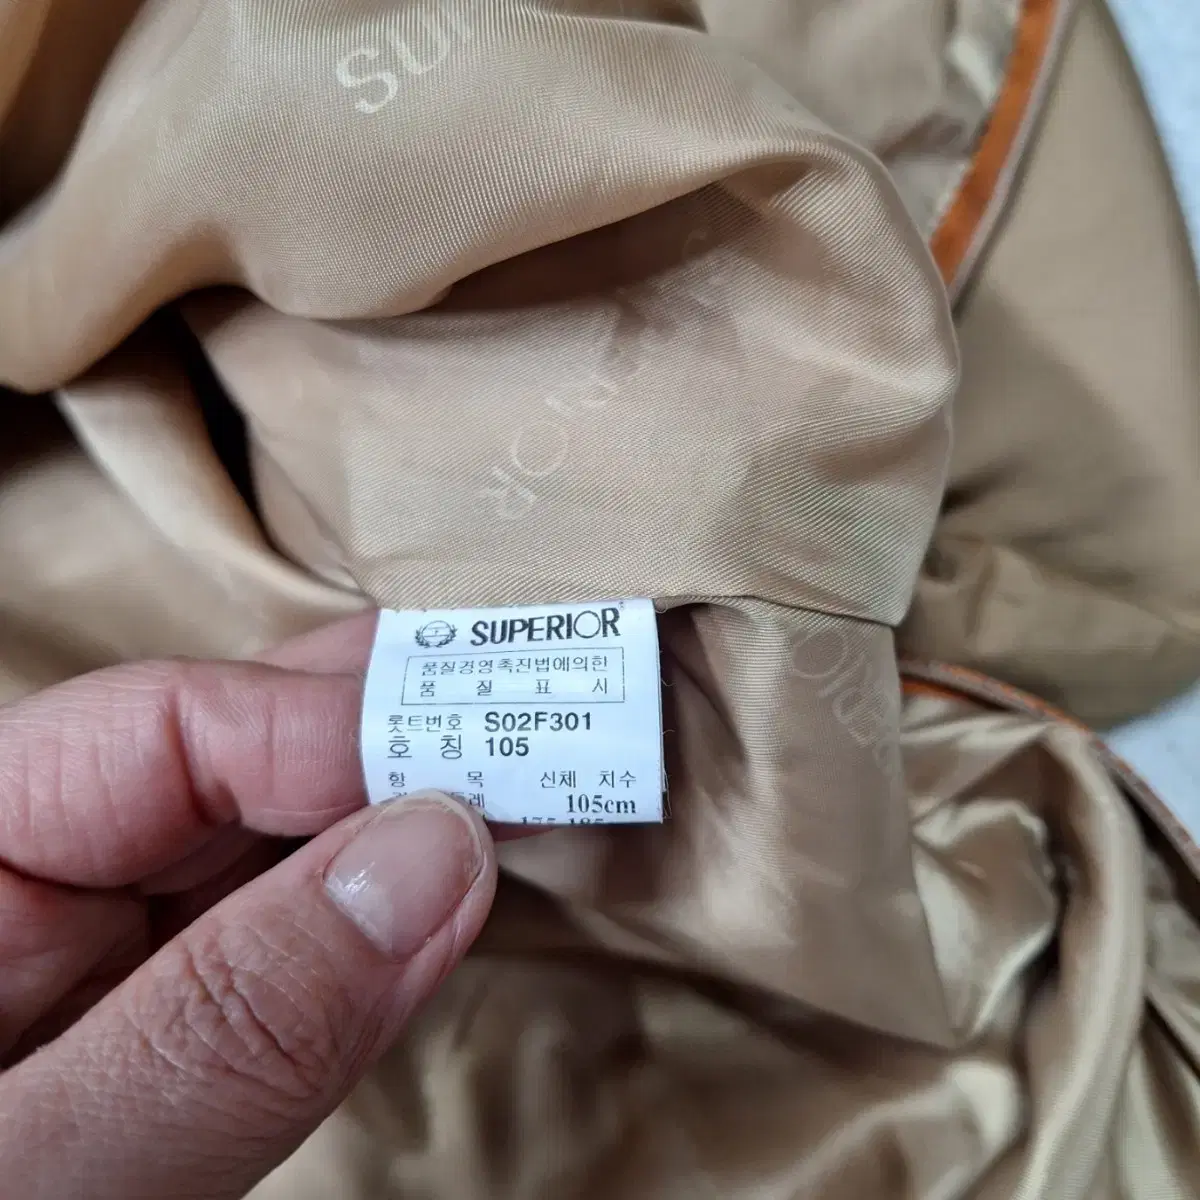 SUPERIOR
SUPERIOR
품질경영촉진법에의한
품 질 표 시
롯트번호 S02F301
호 칭 105
항 목 신체 치수
105cm